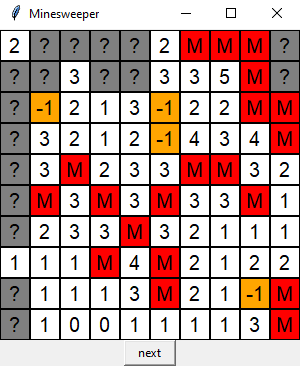 Minesweeper
2 ? ? ? ? 2 M M M ?
? ? 3 ? ? 3 3 5 M ?
? -1 2 1 3 -1 2 2 M M
? 3 2 1 2 -1 4 3 4 M
? 3 M 2 3 3 M M 3 2
? M 3 M 3 M 3 3 M 1
? 2 3 3 M 3 2 1 1 1
1 1 1 M 4 M 2 1 2 2
? 1 1 1 3 M 2 1 -1 M
? 1 0 0 1 1 1 1 3 M
next